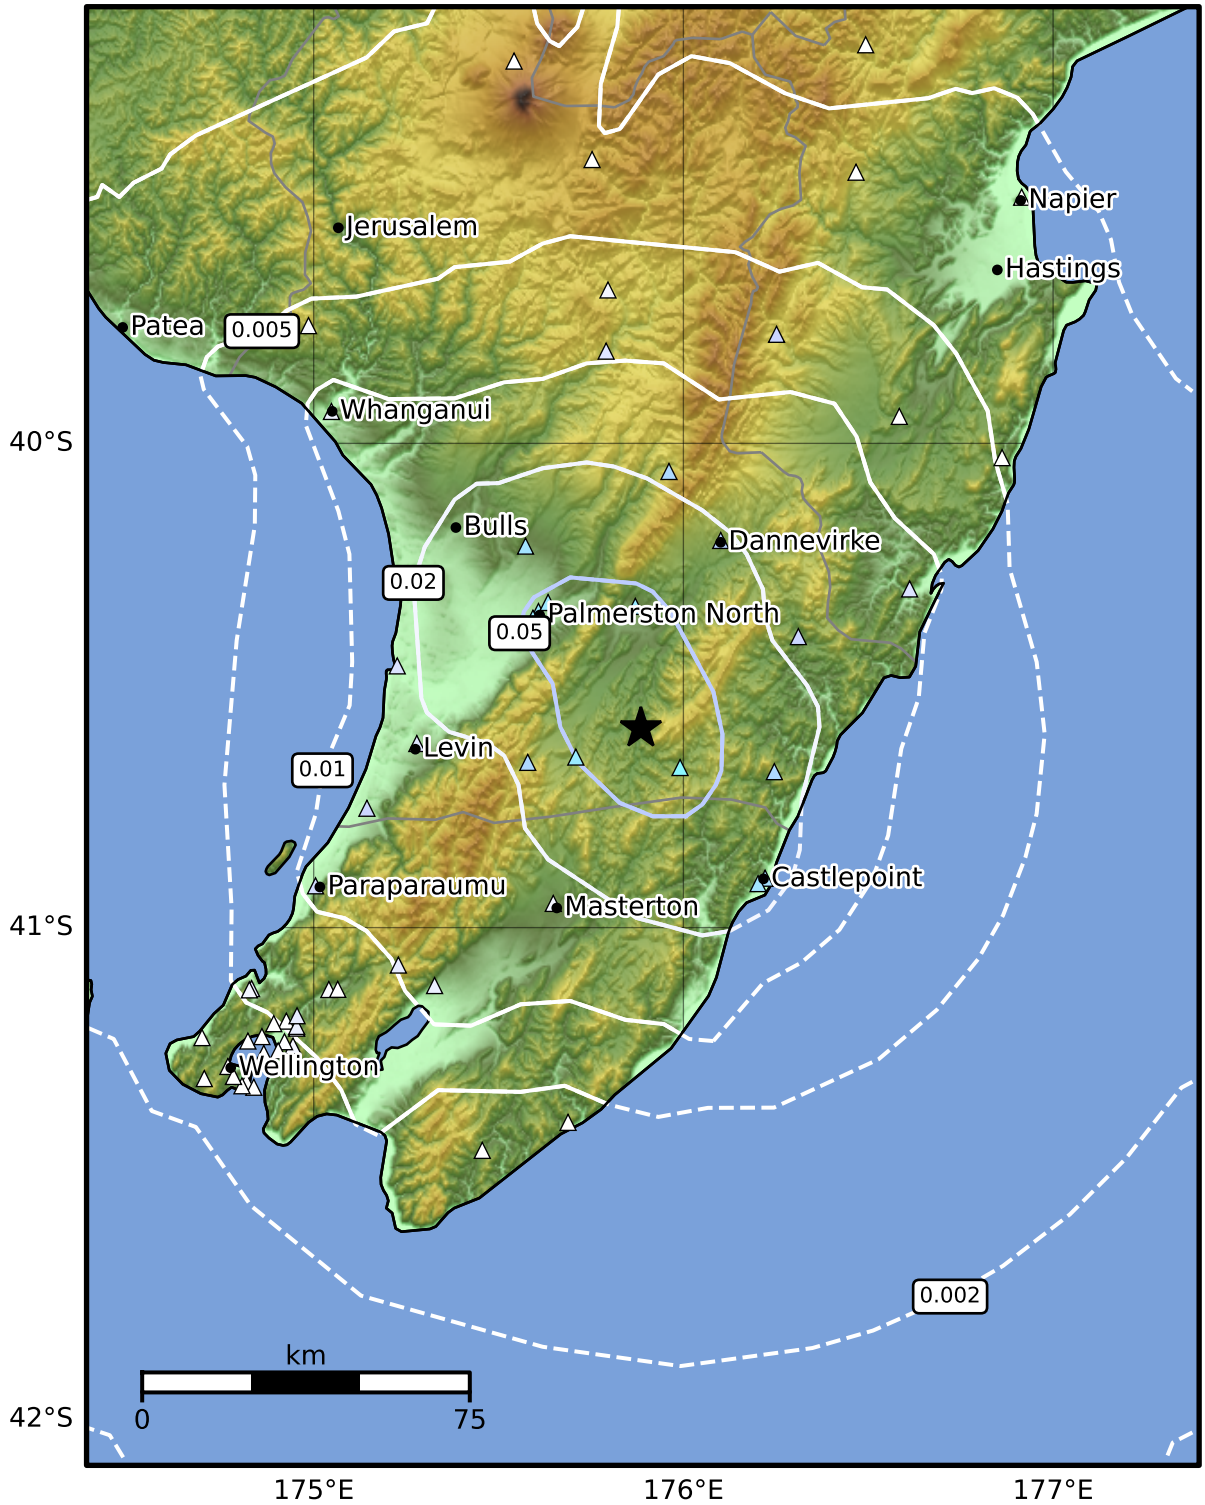 Napier
Jerusalem
Hastings
Patea
0.005
Whanganui
40°S
Bulls
Dannevirke
0.02
Palmerston North
0.05
Levin
0.01
Castlepoint
Paraparaumu
Masterton
41°S
Wellington
0.002
km
0
75
42°S
175°E
176°E
177°E